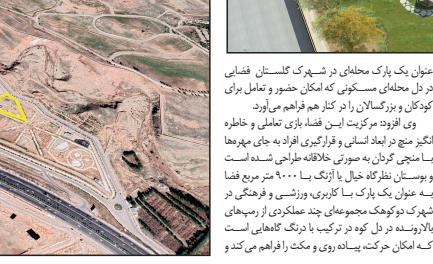 عنوان یک پارک محله‌ای در شهرک گلستان فضایی
در دل محله‌ای مسکونی که امکان حضور و تعامل برای
کودکان و بزرگسالان را در کنار هم فراهم می‌آورد.
وی افزود: مرکزیت این فضا، بازی تعاملی و خاطره
انگیز منچ در ابعاد انسانی و قرارگیری افراد به جای مهره‌ها
با منچی گردان به صورتی خلاقانه طراحی شده است
و بوستان نظرگاه خیال یا آژنگ با ۹۰۰۰ متر مربع فضا
به عنوان یک پارک با کاربری، ورزشی و فرهنگی در
شهرک دوکوهک مجموعه‌ای چند عملکردی از رمپ‌های
بالارونده در دل کوه در ترکیب با درنگ گاه‌هایی است
که امکان حرکت، پیاده روی و مکث را فراهم می‌کند و